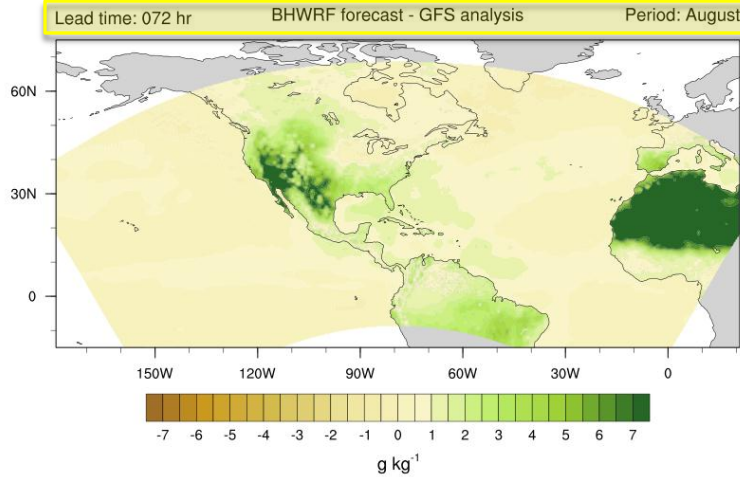 Lead time: 072 hr BHWRF forecast - GFS analysis Period: August
60N
30N
0
150W 120W 90W 60W 30W 0
-7 -6 -5 -4 -3 -2 -1 0 1 2 3 4 5 6 7
g kg⁻¹